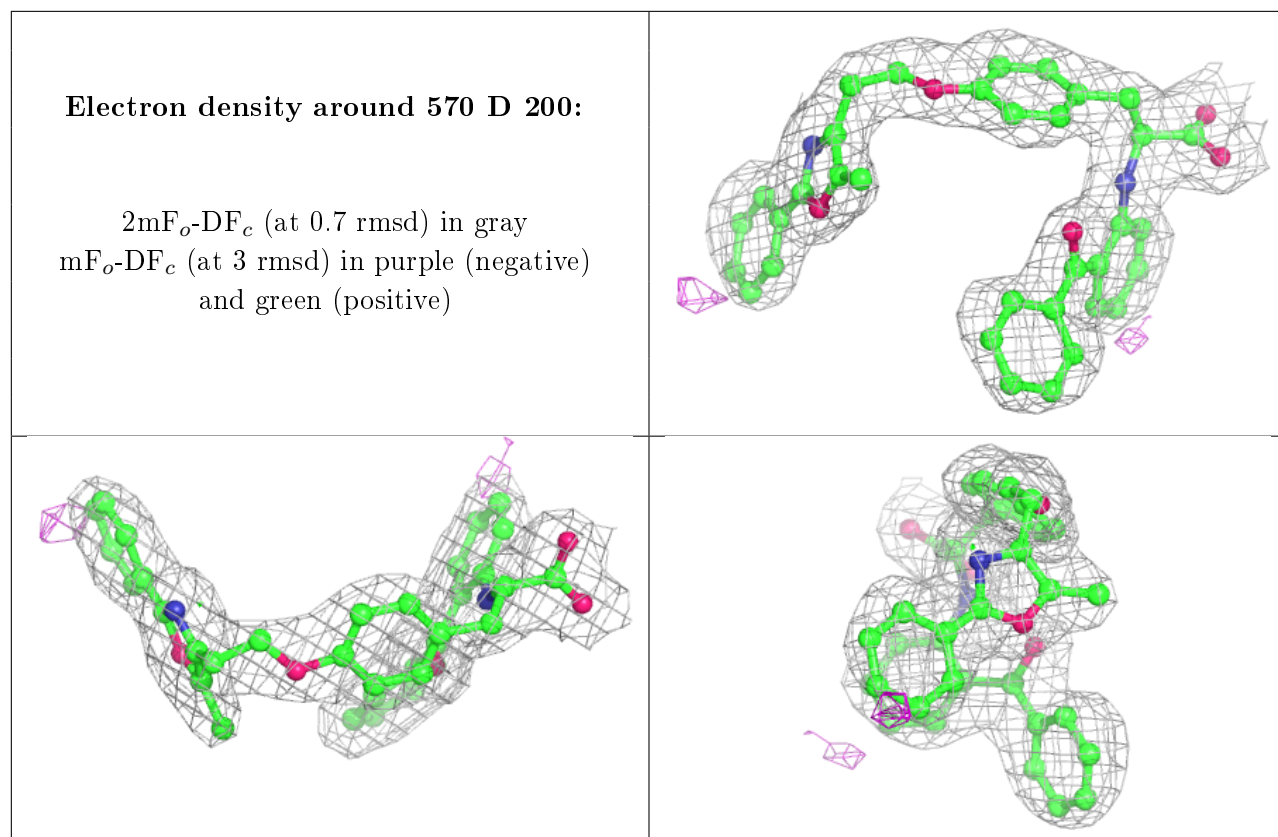 Electron density around 570 D 200:
2mFo-DFc (at 0.7 rmsd) in gray
mFo-DFc (at 3 rmsd) in purple (negative)
and green (positive)